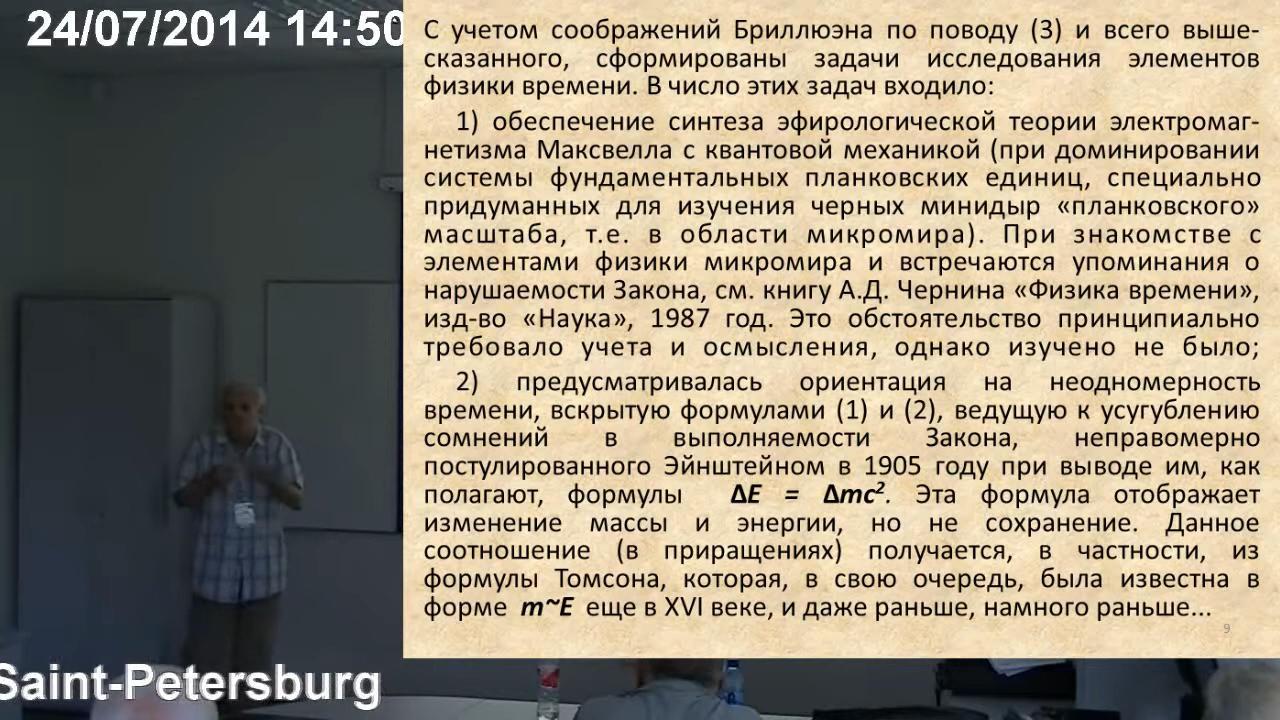 24/07/2014 14:50
С учетом соображений Бриллюэна по поводу (3) и всего выше-
сказанного, сформированы задачи исследования элементов
физики времени. В число этих задач входило:
1) обеспечение синтеза эфирологической теории электромаг-
нетизма Максвелла с квантовой механикой (при доминировании
системы фундаментальных планковских единиц, специально
придуманных для изучения черных минидыр «планковского»
масштаба, т.е. в области микромира). При знакомстве с
элементами физики микромира и встречаются упоминания о
нарушаемости Закона, см. книгу А.Д. Чернина «Физика времени»,
изд-во «Наука», 1987 год. Это обстоятельство принципиально
требовало учета и осмысления, однако изучено не было;
2) предусматривалась ориентация на неодномерность
времени, вскрытую формулами (1) и (2), ведущую к усугублению
сомнений в выполняемости Закона, неправомерно
постулированного Эйнштейном в 1905 году при выводе им, как
полагают, формулы ΔE = Δmc². Эта формула отображает
изменение массы и энергии, но не сохранение. Данное
соотношение (в приращениях) получается, в частности, из
формулы Томсона, которая, в свою очередь, была известна в
форме m~E еще в XVI веке, и даже раньше, намного раньше...
9
Saint-Petersburg